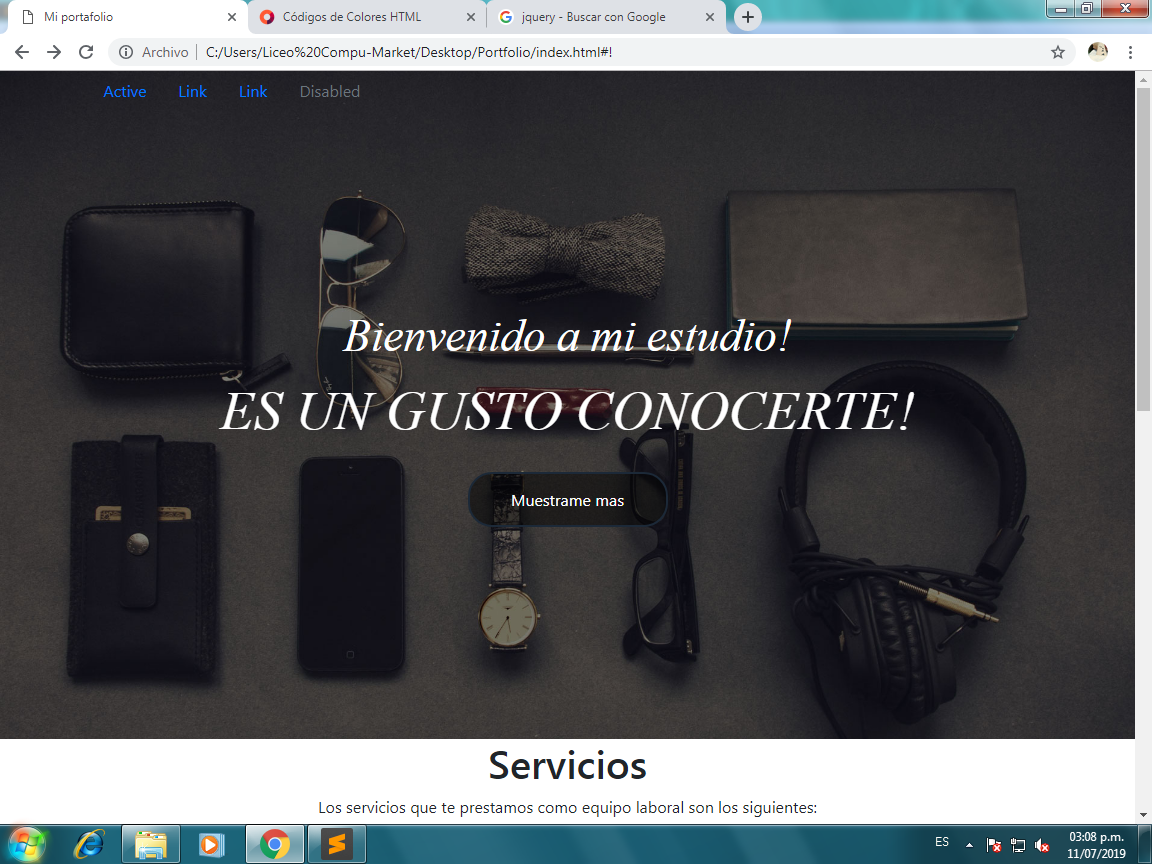 Mi portafolio
Códigos de Colores HTML
jquery - Buscar con Google
Archivo
C:/Users/Liceo%20Compu-Market/Desktop/Portfolio/index.html#!
Active Link Link Disabled
Bienvenido a mi estudio!
ES UN GUSTO CONOCERTE!
Muestrame mas
Servicios
Los servicios que te prestamos como equipo laboral son los siguientes:
ES
03:08 p.m.
11/07/2019